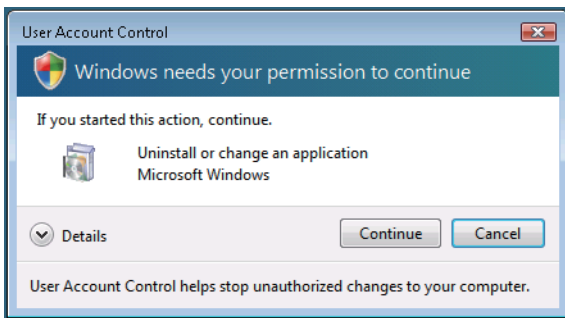 User Account Control
Windows needs your permission to continue
If you started this action, continue.
Uninstall or change an application
Microsoft Windows
Details
Continue
Cancel
User Account Control helps stop unauthorized changes to your computer.